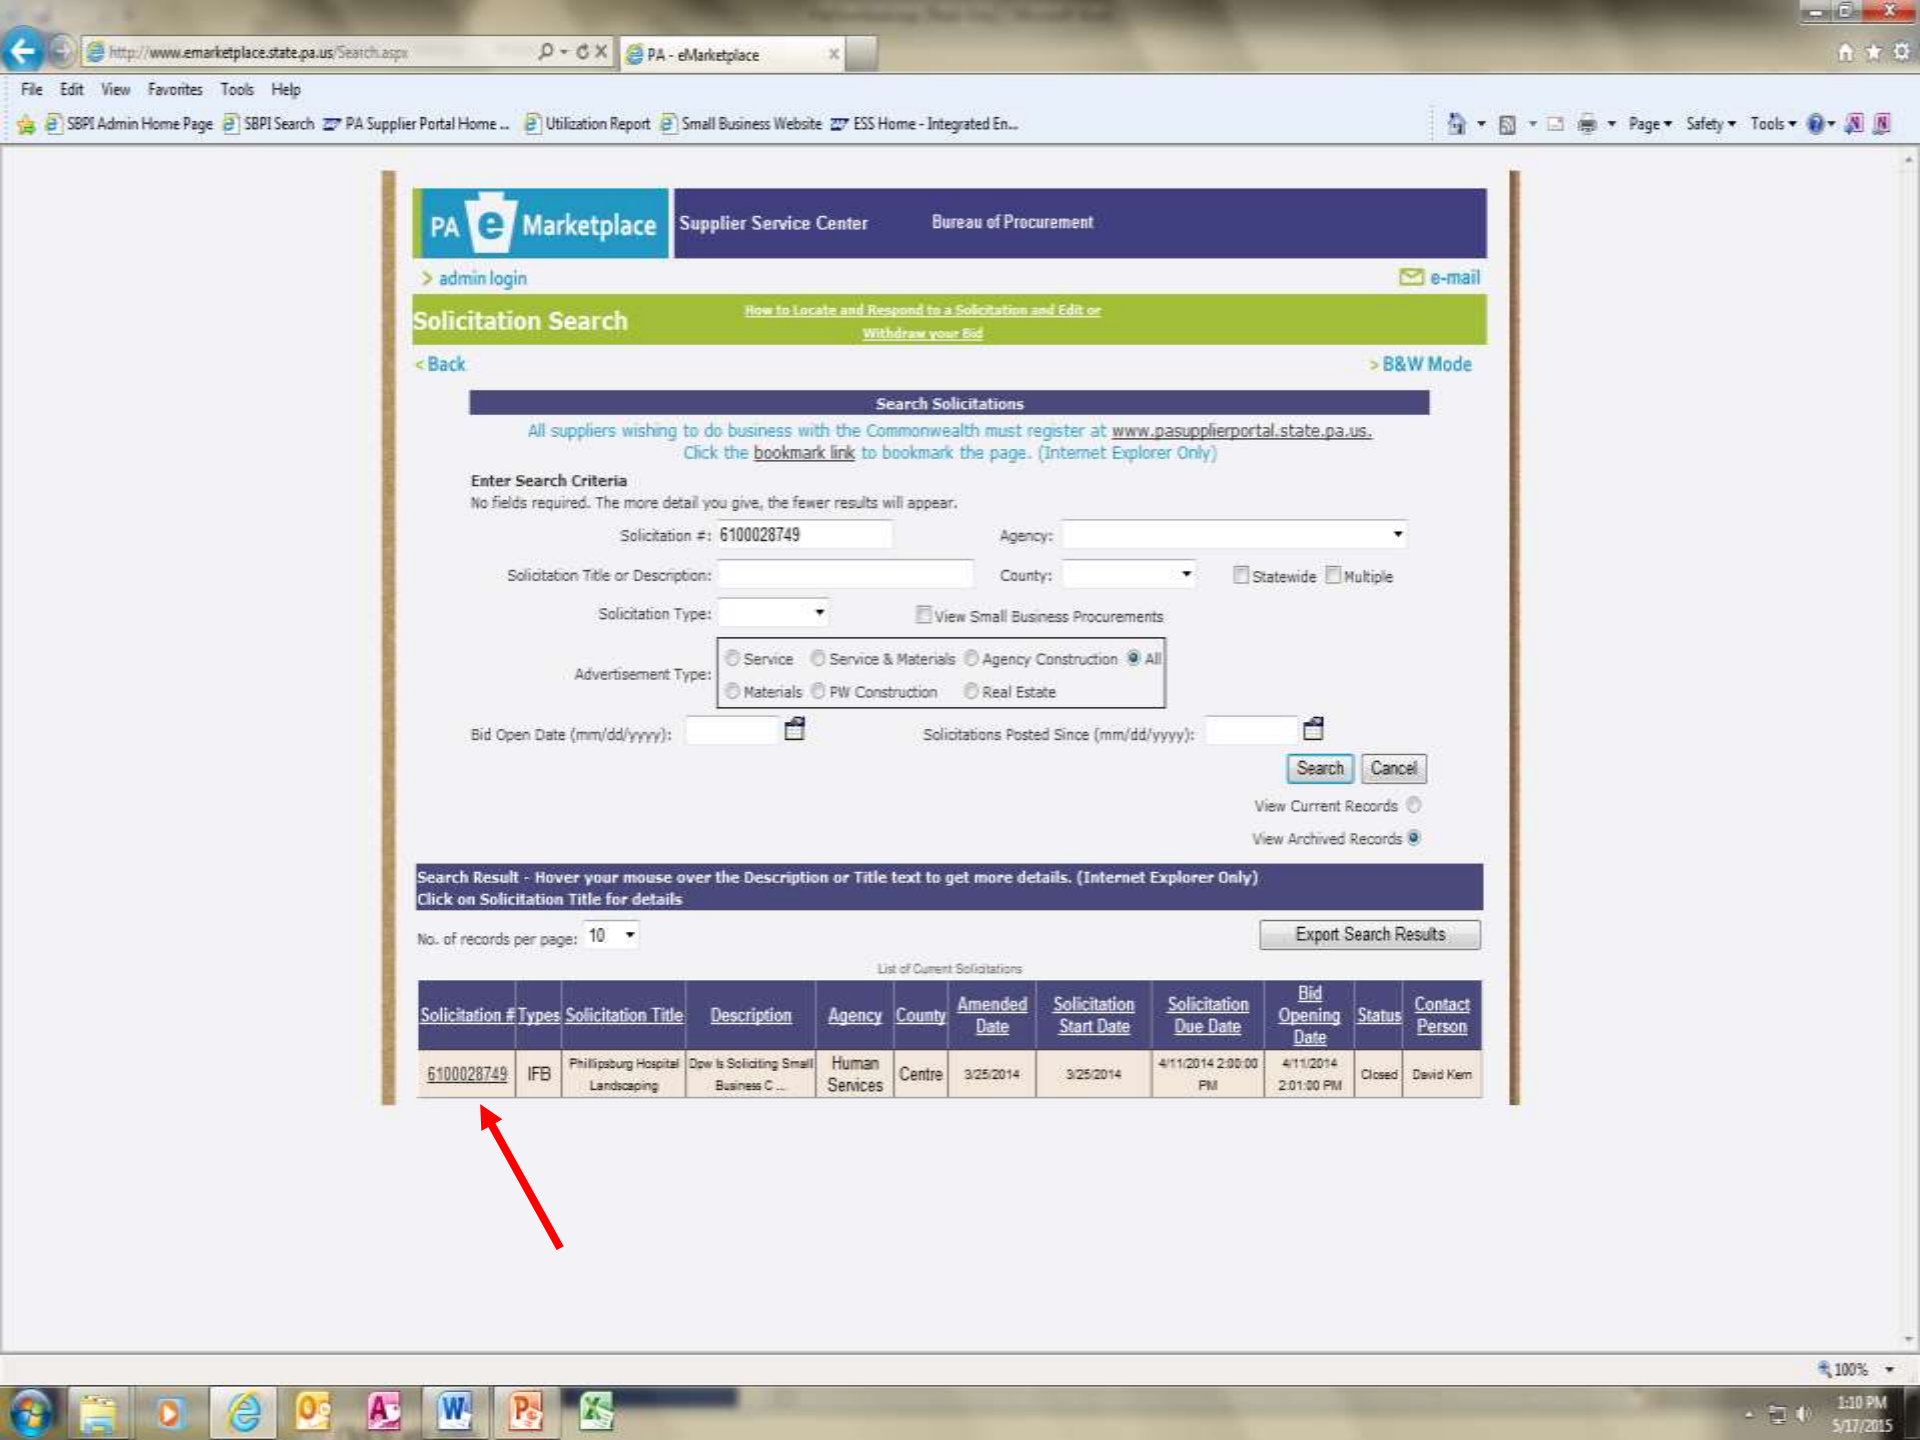 http://www.emarketplace.state.pa.us/Search.aspx
PA - eMarketplace
File Edit View Favorites Tools Help
SBPI Admin Home Page SBPI Search PA Supplier Portal Home ... Utilization Report Small Business Website ESS Home - Integrated En...
Page Safety Tools
PA e Marketplace Supplier Service Center Bureau of Procurement
> admin login e-mail
Solicitation Search
How to Locate and Respond to a Solicitation and Edit or
Withdraw your Bid
< Back > B&W Mode
Search Solicitations
All suppliers wishing to do business with the Commonwealth must register at www.pasupplierportal.state.pa.us.
Click the bookmark link to bookmark the page. (Internet Explorer Only)
Enter Search Criteria
No fields required. The more detail you give, the fewer results will appear.
Solicitation #: 6100028749 Agency:
Solicitation Title or Description: County: Statewide Multiple
Solicitation Type: View Small Business Procurements
Advertisement Type:
Service Service & Materials Agency Construction All
Materials PW Construction Real Estate
Bid Open Date (mm/dd/yyyy): Solicitations Posted Since (mm/dd/yyyy):
Search Cancel
View Current Records
View Archived Records
Search Result - Hover your mouse over the Description or Title text to get more details. (Internet Explorer Only)
Click on Solicitation Title for details
No. of records per page: 10 Export Search Results
List of Current Solicitations
Solicitation # Types Solicitation Title Description Agency County Amended Date Solicitation Start Date Solicitation Due Date Bid Opening Date Status Contact Person
6100028749 IFB Phillipsburg Hospital Landscaping Dpw Is Soliciting Small Business C ... Human Services Centre 3/25/2014 3/25/2014 4/11/2014 2:00:00 PM 4/11/2014 2:01:00 PM Closed David Kern
100%
1:10 PM
5/17/2015